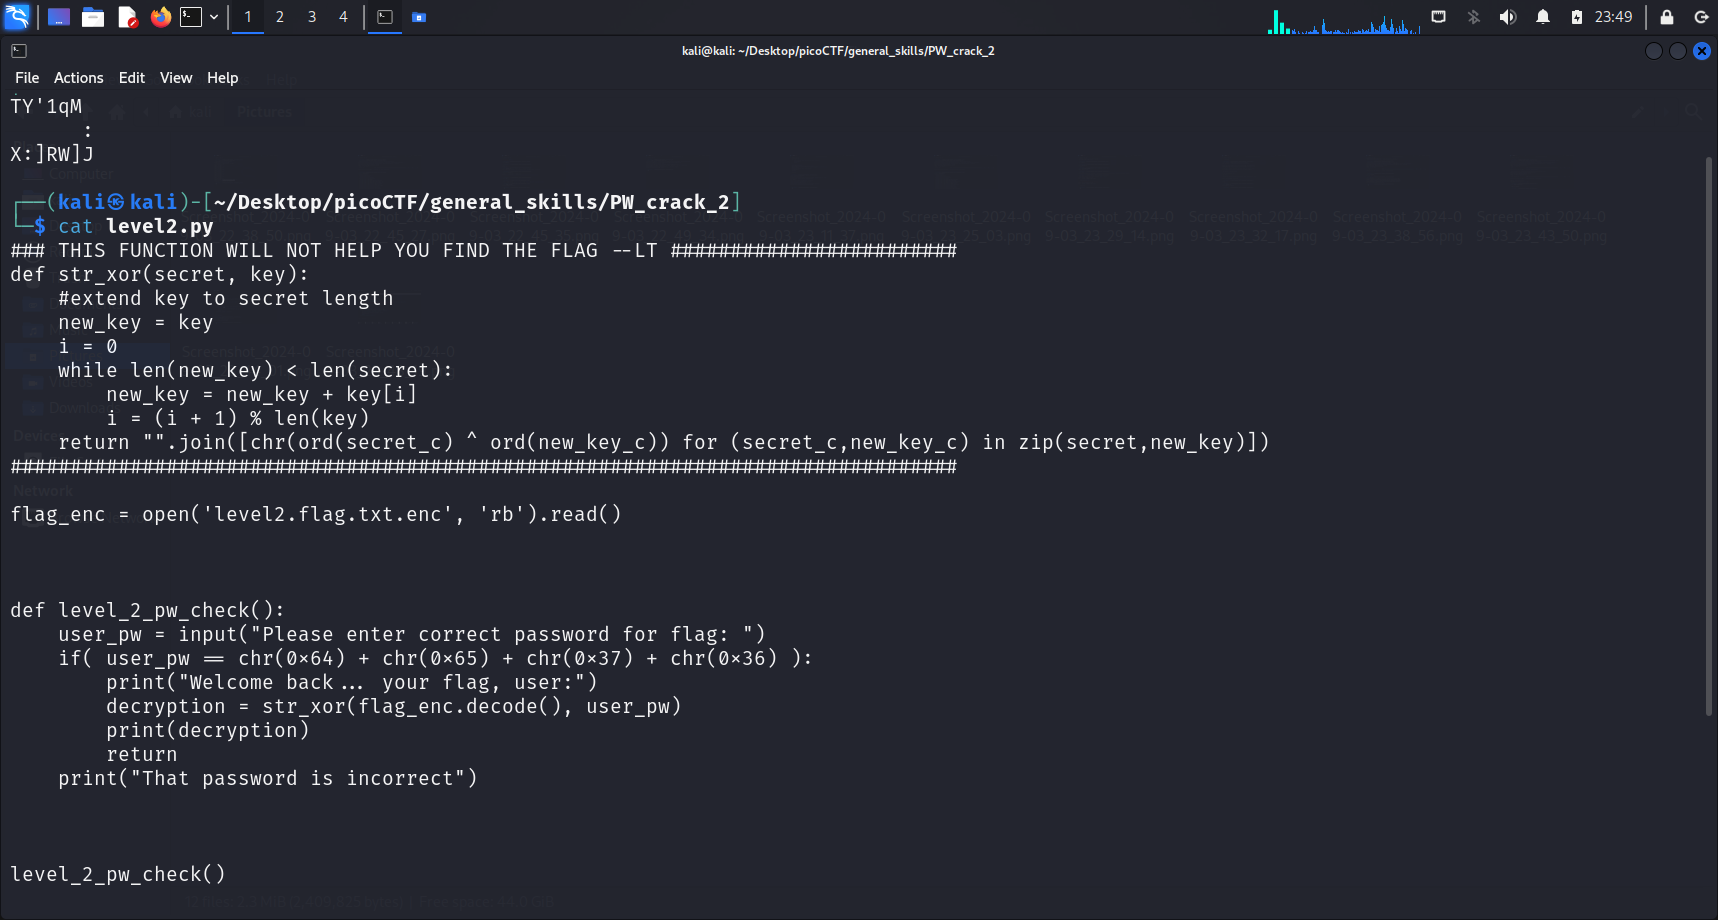 1 2 3 4
23:49
kali@kali: ~/Desktop/picoCTF/general_skills/PW_crack_2
File Actions Edit View Help
TY'1qM
:
X:]RW]J
┌──(kali㉿kali)-[~/Desktop/picoCTF/general_skills/PW_crack_2]
└─$ cat level2.py
### THIS FUNCTION WILL NOT HELP YOU FIND THE FLAG --LT ########################
def str_xor(secret, key):
    #extend key to secret length
    new_key = key
    i = 0
    while len(new_key) < len(secret):
        new_key = new_key + key[i]
        i = (i + 1) % len(key)
    return "".join([chr(ord(secret_c) ^ ord(new_key_c)) for (secret_c,new_key_c) in zip(secret,new_key)])
###############################################################################
flag_enc = open('level2.flag.txt.enc', 'rb').read()
def level_2_pw_check():
    user_pw = input("Please enter correct password for flag: ")
    if( user_pw == chr(0x64) + chr(0x65) + chr(0x37) + chr(0x36) ):
        print("Welcome back... your flag, user:")
        decryption = str_xor(flag_enc.decode(), user_pw)
        print(decryption)
        return
    print("That password is incorrect")
level_2_pw_check()